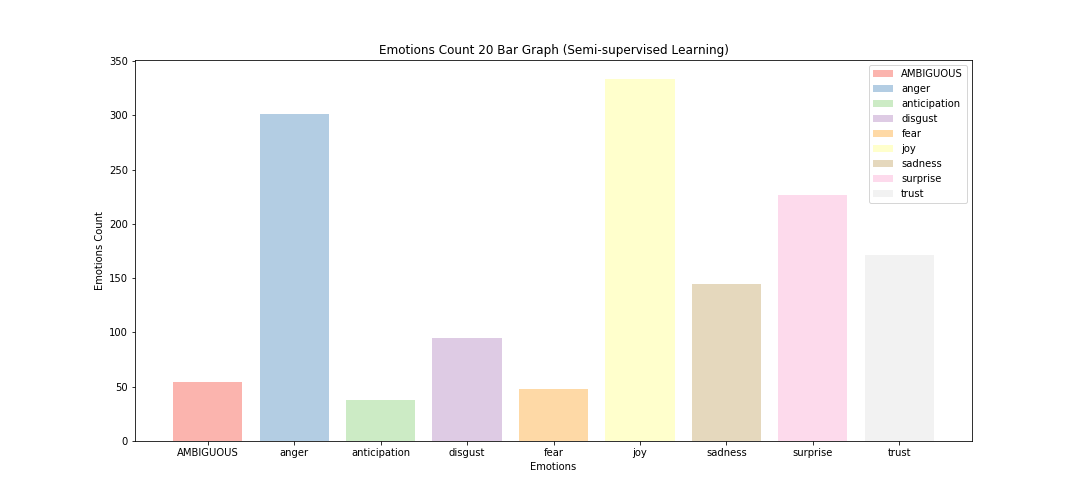 Emotions Count 20 Bar Graph (Semi-supervised Learning)
350
300
250
200
150
100
50
0
Emotions Count
AMBIGUOUS
anger
anticipation
disgust
fear
joy
sadness
surprise
trust
AMBIGUOUS anger anticipation disgust fear joy sadness surprise trust
Emotions